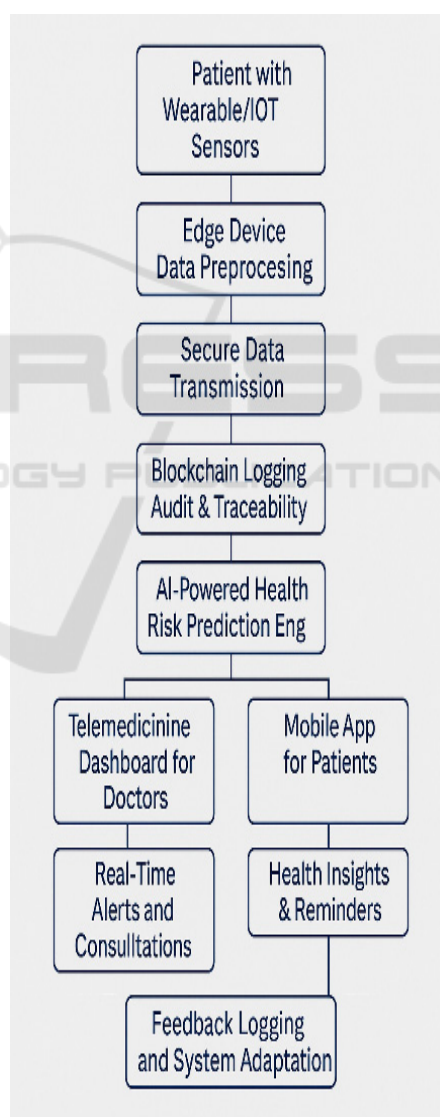 Patient with
Wearable/IOT
Sensors
Edge Device
Data Preprocesing
Secure Data
Transmission
Blockchain Logging
Audit & Traceability
AI-Powered Health
Risk Prediction Eng
Telemedicinine
Dashboard for
Doctors
Mobile App
for Patients
Real-Time
Alerts and
Consulltations
Health Insights
& Reminders
Feedback Logging
and System Adaptation